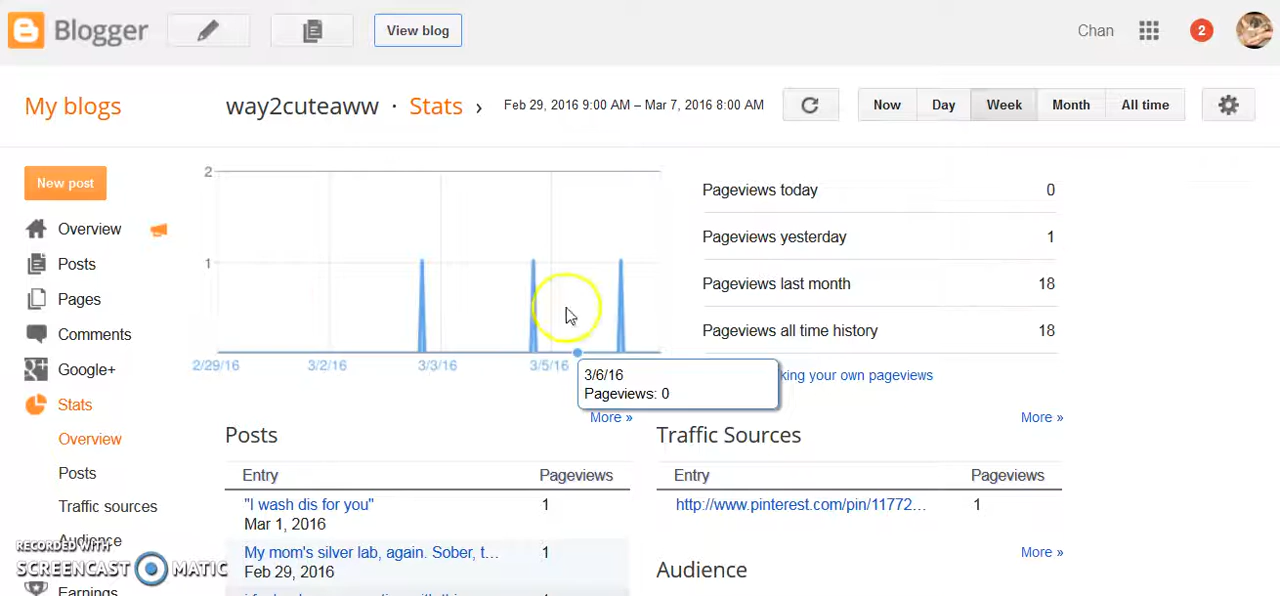 Blogger
View blog
Chan
2
My blogs
way2cuteaww · Stats ›
Feb 29, 2016 9:00 AM – Mar 7, 2016 8:00 AM
Now
Day
Week
Month
All time
New post
Overview
Posts
Pages
Comments
Google+
Stats
Overview
Posts
Traffic sources
Audience
Earnings
2
1
2/29/16
3/2/16
3/3/16
3/5/16
3/6/16
Pageviews: 0
More »
Pageviews today 0
Pageviews yesterday 1
Pageviews last month 18
Pageviews all time history 18
your own pageviews
More »
Posts
Entry Pageviews
"I wash dis for you" 1
Mar 1, 2016
My mom's silver lab, again. Sober, t... 1
Feb 29, 2016
Traffic Sources
Entry Pageviews
http://www.pinterest.com/pin/11772... 1
More »
Audience
RECORDED WITH
SCREENCAST MATIC